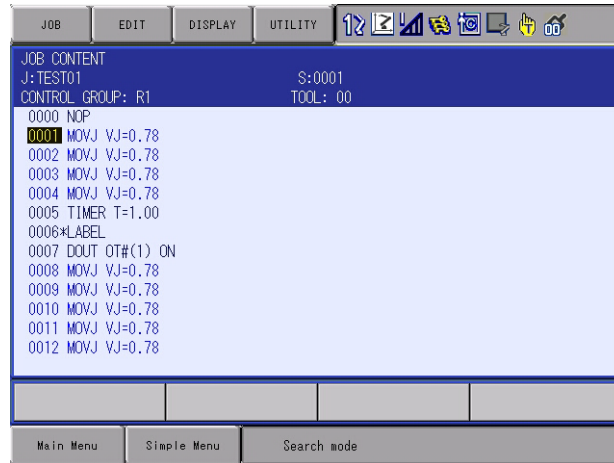 JOB EDIT DISPLAY UTILITY
JOB CONTENT
J:TEST01 S:0001
CONTROL GROUP: R1 TOOL: 00
0000 NOP
0001 MOVJ VJ=0.78
0002 MOVJ VJ=0.78
0003 MOVJ VJ=0.78
0004 MOVJ VJ=0.78
0005 TIMER T=1.00
0006*LABEL
0007 DOUT OT#(1) ON
0008 MOVJ VJ=0.78
0009 MOVJ VJ=0.78
0010 MOVJ VJ=0.78
0011 MOVJ VJ=0.78
0012 MOVJ VJ=0.78
Main Menu Simple Menu Search mode